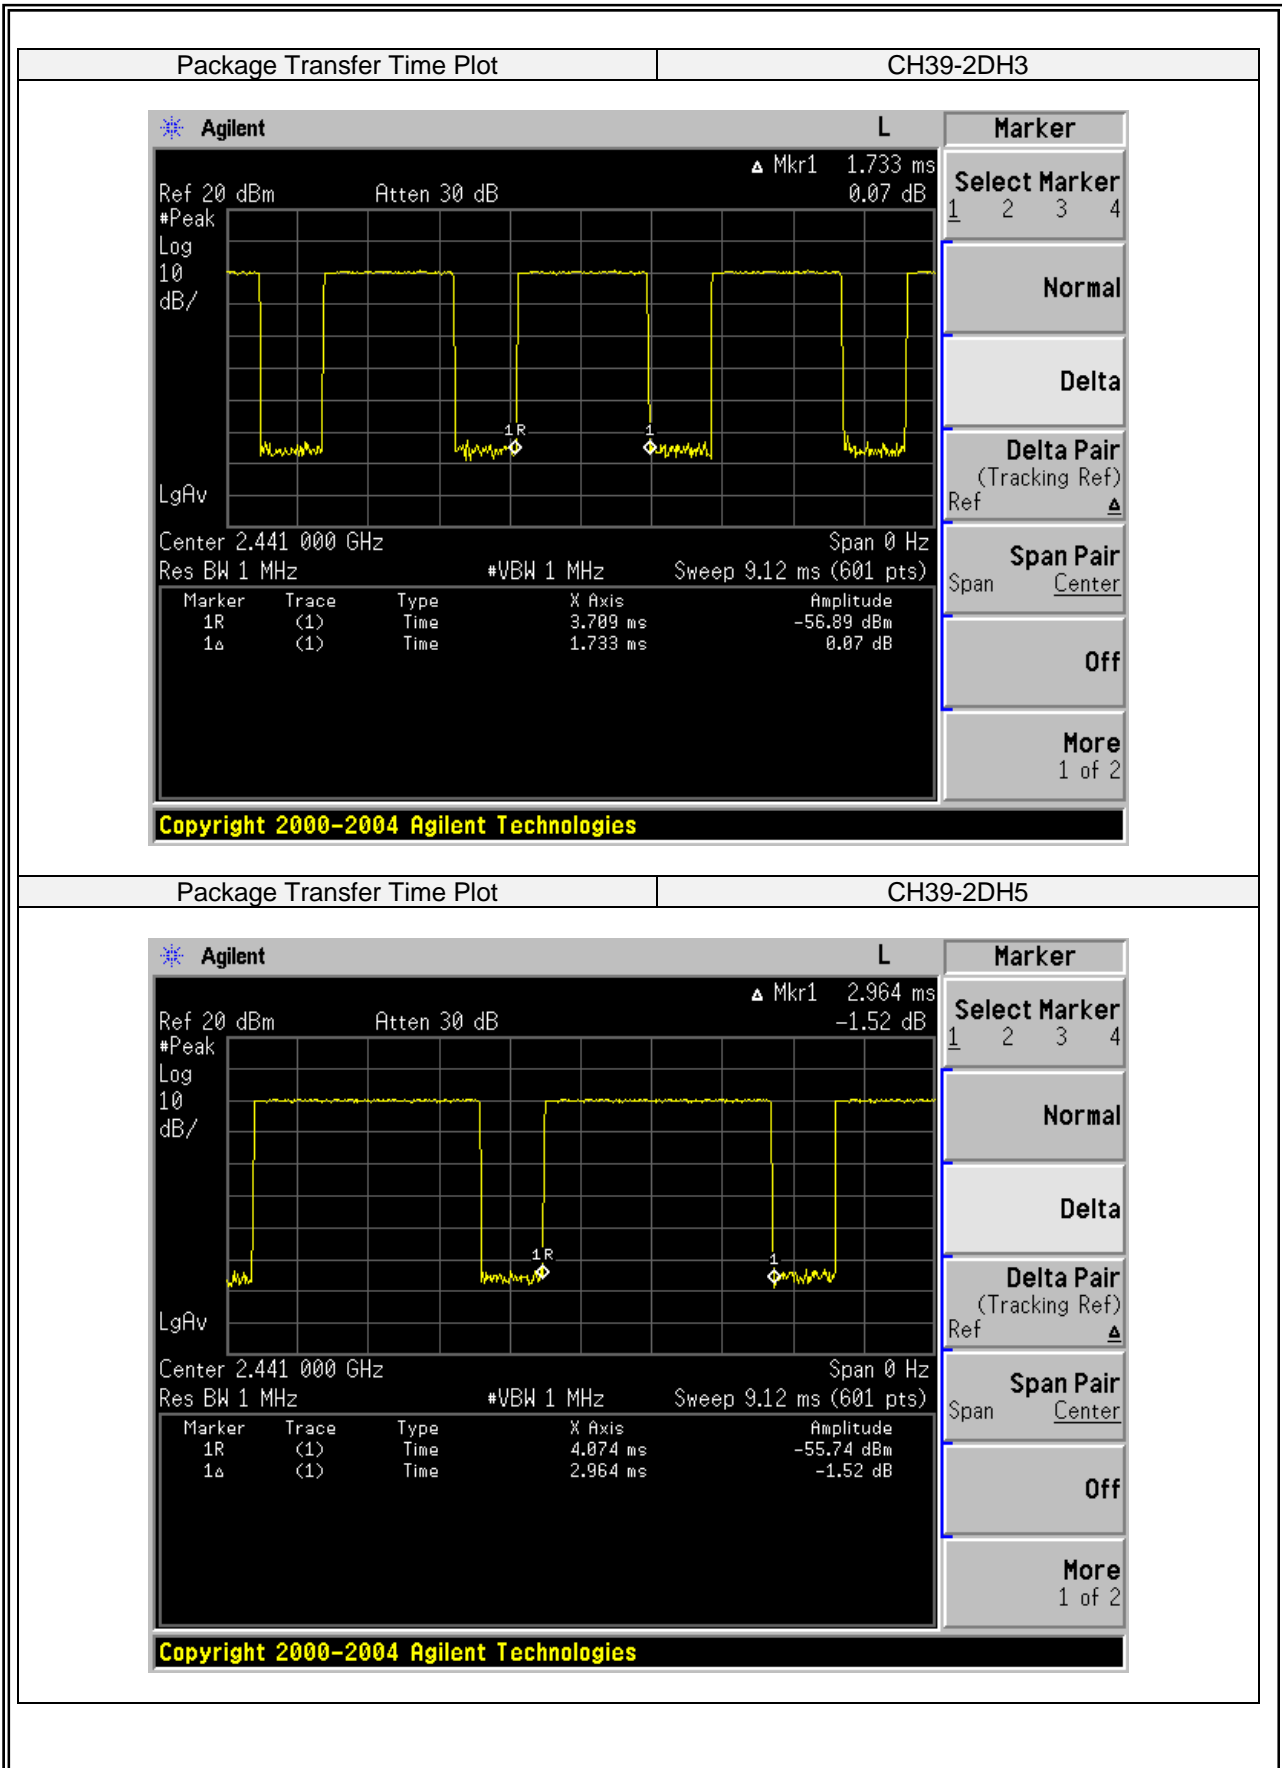 Package Transfer Time Plot CH39-2DH3
Agilent L Marker
Δ Mkr1 1.733 ms
Ref 20 dBm Atten 30 dB 0.07 dB
#Peak
Log
10
dB/
1R 1
LgAv
Center 2.441 000 GHz Span 0 Hz
Res BW 1 MHz #VBW 1 MHz Sweep 9.12 ms (601 pts)
Marker Trace Type X Axis Amplitude
1R (1) Time 3.709 ms -56.89 dBm
1Δ (1) Time 1.733 ms 0.07 dB
Select Marker
1 2 3 4
Normal
Delta
Delta Pair
(Tracking Ref)
Ref Δ
Span Pair
Span Center
Off
More
1 of 2
Copyright 2000-2004 Agilent Technologies
Package Transfer Time Plot CH39-2DH5
Agilent L Marker
Δ Mkr1 2.964 ms
Ref 20 dBm Atten 30 dB -1.52 dB
#Peak
Log
10
dB/
1R 1
LgAv
Center 2.441 000 GHz Span 0 Hz
Res BW 1 MHz #VBW 1 MHz Sweep 9.12 ms (601 pts)
Marker Trace Type X Axis Amplitude
1R (1) Time 4.074 ms -55.74 dBm
1Δ (1) Time 2.964 ms -1.52 dB
Select Marker
1 2 3 4
Normal
Delta
Delta Pair
(Tracking Ref)
Ref Δ
Span Pair
Span Center
Off
More
1 of 2
Copyright 2000-2004 Agilent Technologies